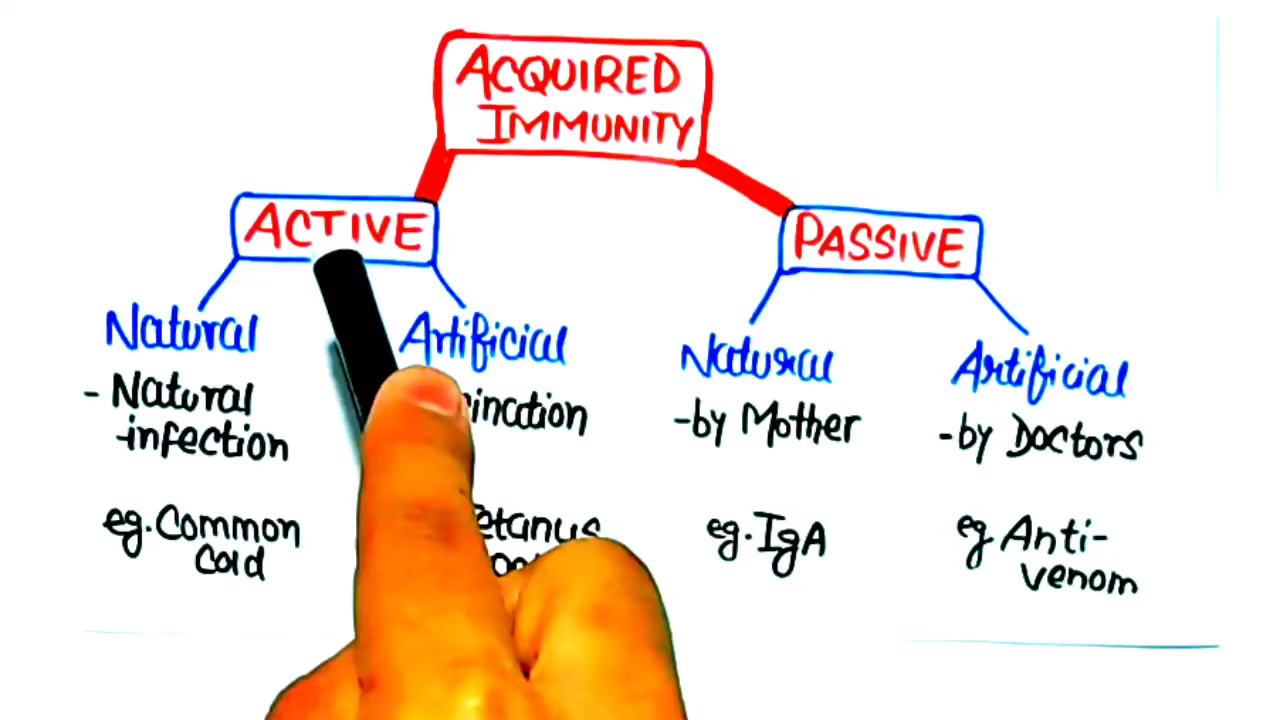 ACQUIRED
IMMUNITY
ACTIVE
PASSIVE
Natural
- Natural
-infection
eg. Common
Cold
Artificial
Natural
-by Mother
eg. IgA
Artificial
-by Doctors
eg. Anti-
venom